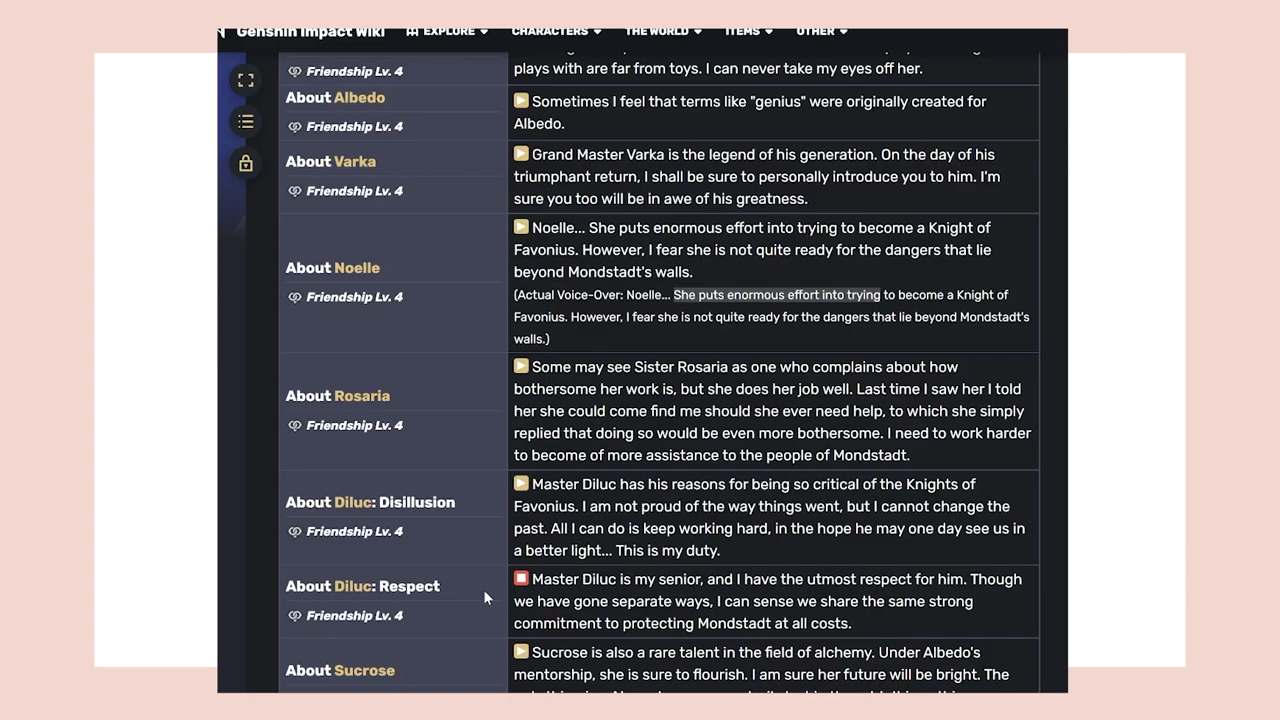 Genshin Impact Wiki EXPLORE CHARACTERS THE WORLD ITEMS OTHER
plays with are far from toys. I can never take my eyes off her.
Friendship Lv. 4
About Albedo
Friendship Lv. 4
Sometimes I feel that terms like "genius" were originally created for
Albedo.
About Varka
Friendship Lv. 4
Grand Master Varka is the legend of his generation. On the day of his
triumphant return, I shall be sure to personally introduce you to him. I'm
sure you too will be in awe of his greatness.
About Noelle
Friendship Lv. 4
Noelle... She puts enormous effort into trying to become a Knight of
Favonius. However, I fear she is not quite ready for the dangers that lie
beyond Mondstadt's walls.
(Actual Voice-Over: Noelle... She puts enormous effort into trying to become a Knight of
Favonius. However, I fear she is not quite ready for the dangers that lie beyond Mondstadt's
walls.)
About Rosaria
Friendship Lv. 4
Some may see Sister Rosaria as one who complains about how
bothersome her work is, but she does her job well. Last time I saw her I told
her she could come find me should she ever need help, to which she simply
replied that doing so would be even more bothersome. I need to work harder
to become of more assistance to the people of Mondstadt.
About Diluc: Disillusion
Friendship Lv. 4
Master Diluc has his reasons for being so critical of the Knights of
Favonius. I am not proud of the way things went, but I cannot change the
past. All I can do is keep working hard, in the hope he may one day see us in
a better light... This is my duty.
About Diluc: Respect
Friendship Lv. 4
Master Diluc is my senior, and I have the utmost respect for him. Though
we have gone separate ways, I can sense we share the same strong
commitment to protecting Mondstadt at all costs.
About Sucrose
Sucrose is also a rare talent in the field of alchemy. Under Albedo's
mentorship, she is sure to flourish. I am sure her future will be bright. The